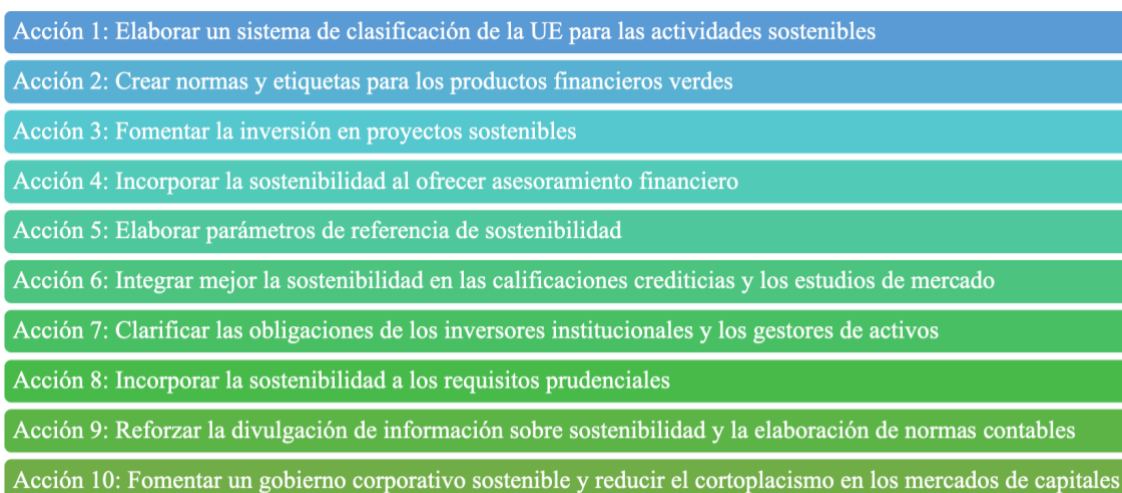 Acción 1: Elaborar un sistema de clasificación de la UE para las actividades sostenibles
Acción 2: Crear normas y etiquetas para los productos financieros verdes
Acción 3: Fomentar la inversión en proyectos sostenibles
Acción 4: Incorporar la sostenibilidad al ofrecer asesoramiento financiero
Acción 5: Elaborar parámetros de referencia de sostenibilidad
Acción 6: Integrar mejor la sostenibilidad en las calificaciones crediticias y los estudios de mercado
Acción 7: Clarificar las obligaciones de los inversores institucionales y los gestores de activos
Acción 8: Incorporar la sostenibilidad a los requisitos prudenciales
Acción 9: Reforzar la divulgación de información sobre sostenibilidad y la elaboración de normas contables
Acción 10: Fomentar un gobierno corporativo sostenible y reducir el cortoplacismo en los mercados de capitales